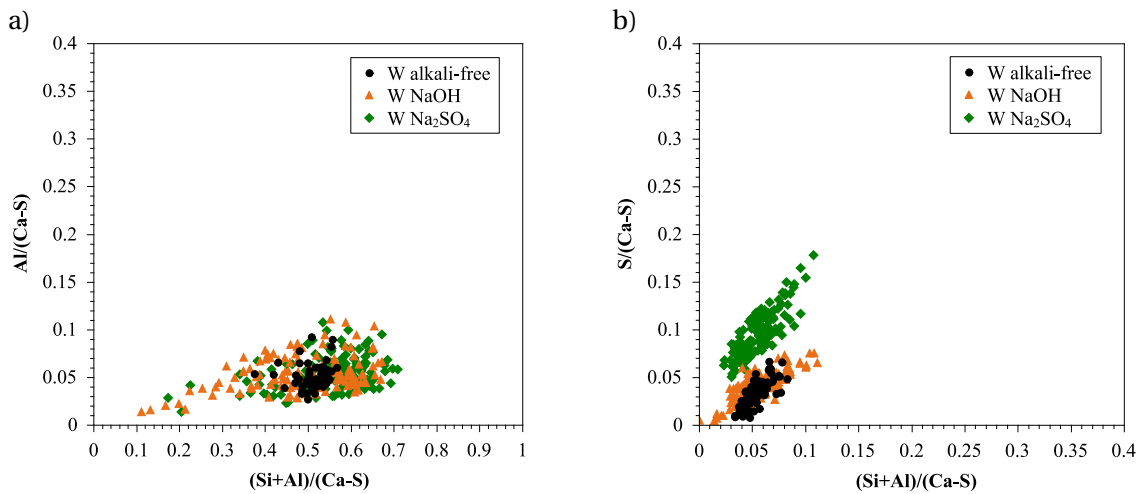 a)
0.4
0.35
0.3
0.25
0.2
0.15
0.1
0.05
0
Al/(Ca-S)
W alkali-free
W NaOH
W Na₂SO₄
0 0.1 0.2 0.3 0.4 0.5 0.6 0.7 0.8 0.9 1
(Si+Al)/(Ca-S)
b)
0.4
0.35
0.3
0.25
0.2
0.15
0.1
0.05
0
S/(Ca-S)
W alkali-free
W NaOH
W Na₂SO₄
0 0.05 0.1 0.15 0.2 0.25 0.3 0.35 0.4
(Si+Al)/(Ca-S)